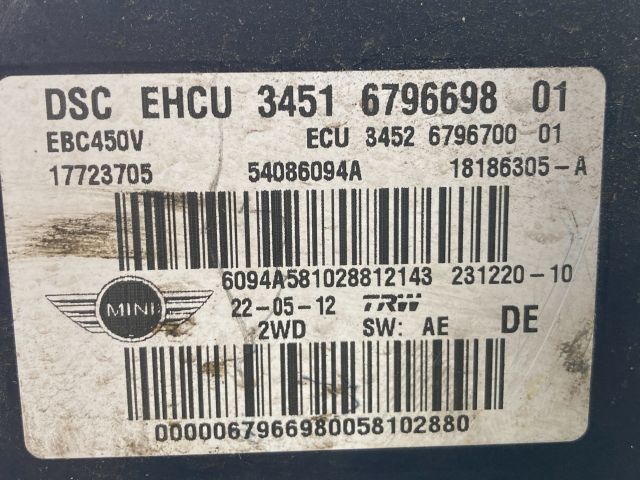 DSC EHCU 3451 6796698 01
EBC450V ECU 3452 6796700 01
17723705 54086094A 18186305-A
6094A581028812143 231220-10
MINI 22-05-12 TRW
2WD SW: AE DE
0000067966980058102880